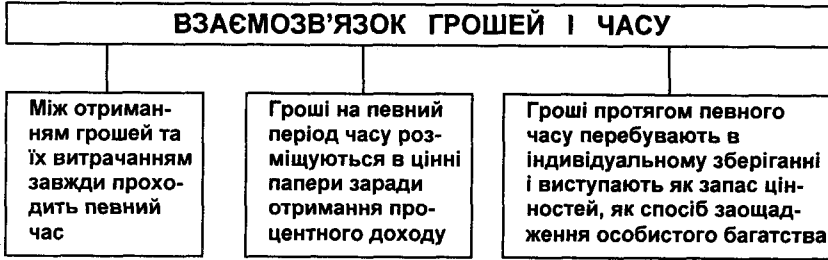 ВЗАЄМОЗВ'ЯЗОК ГРОШЕЙ І ЧАСУ
Між отриман-
ням грошей та
їх витрачанням
завжди прохо-
дить певний
час
Гроші на певний
період часу роз-
міщуються в цінні
папери заради
отримання про-
центного доходу
Гроші протягом певного
часу перебувають в
індивідуальному зберіганні
і виступають як запас цін-
ностей, як спосіб заощад-
ження особистого багатства